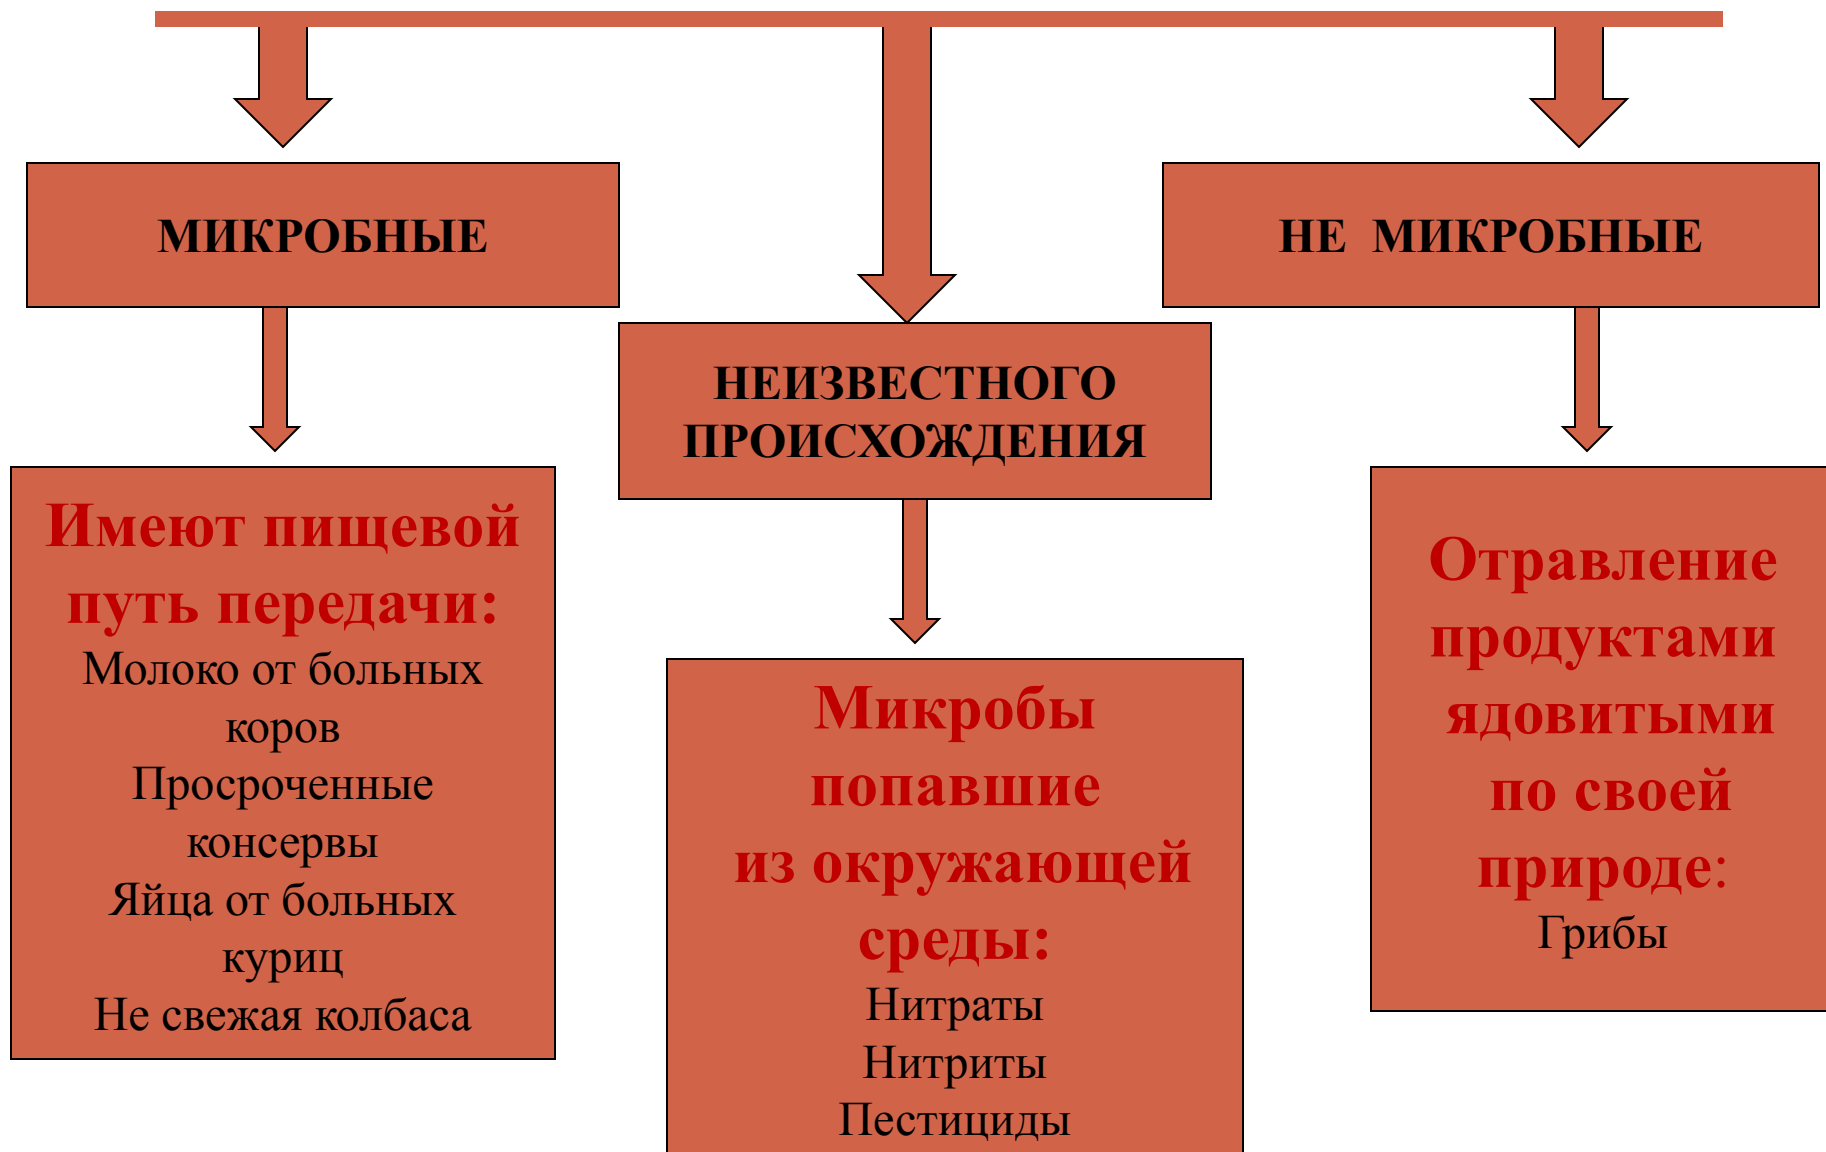 МИКРОБНЫЕ
НЕ МИКРОБНЫЕ
НЕИЗВЕСТНОГО
ПРОИСХОЖДЕНИЯ
Имеют пищевой
путь передачи:
Молоко от больных
коров
Просроченные
консервы
Яйца от больных
куриц
Не свежая колбаса
Микробы
попавшие
из окружающей
среды:
Нитраты
Нитриты
Пестициды
Отравление
продуктами
ядовитыми
по своей
природе:
Грибы